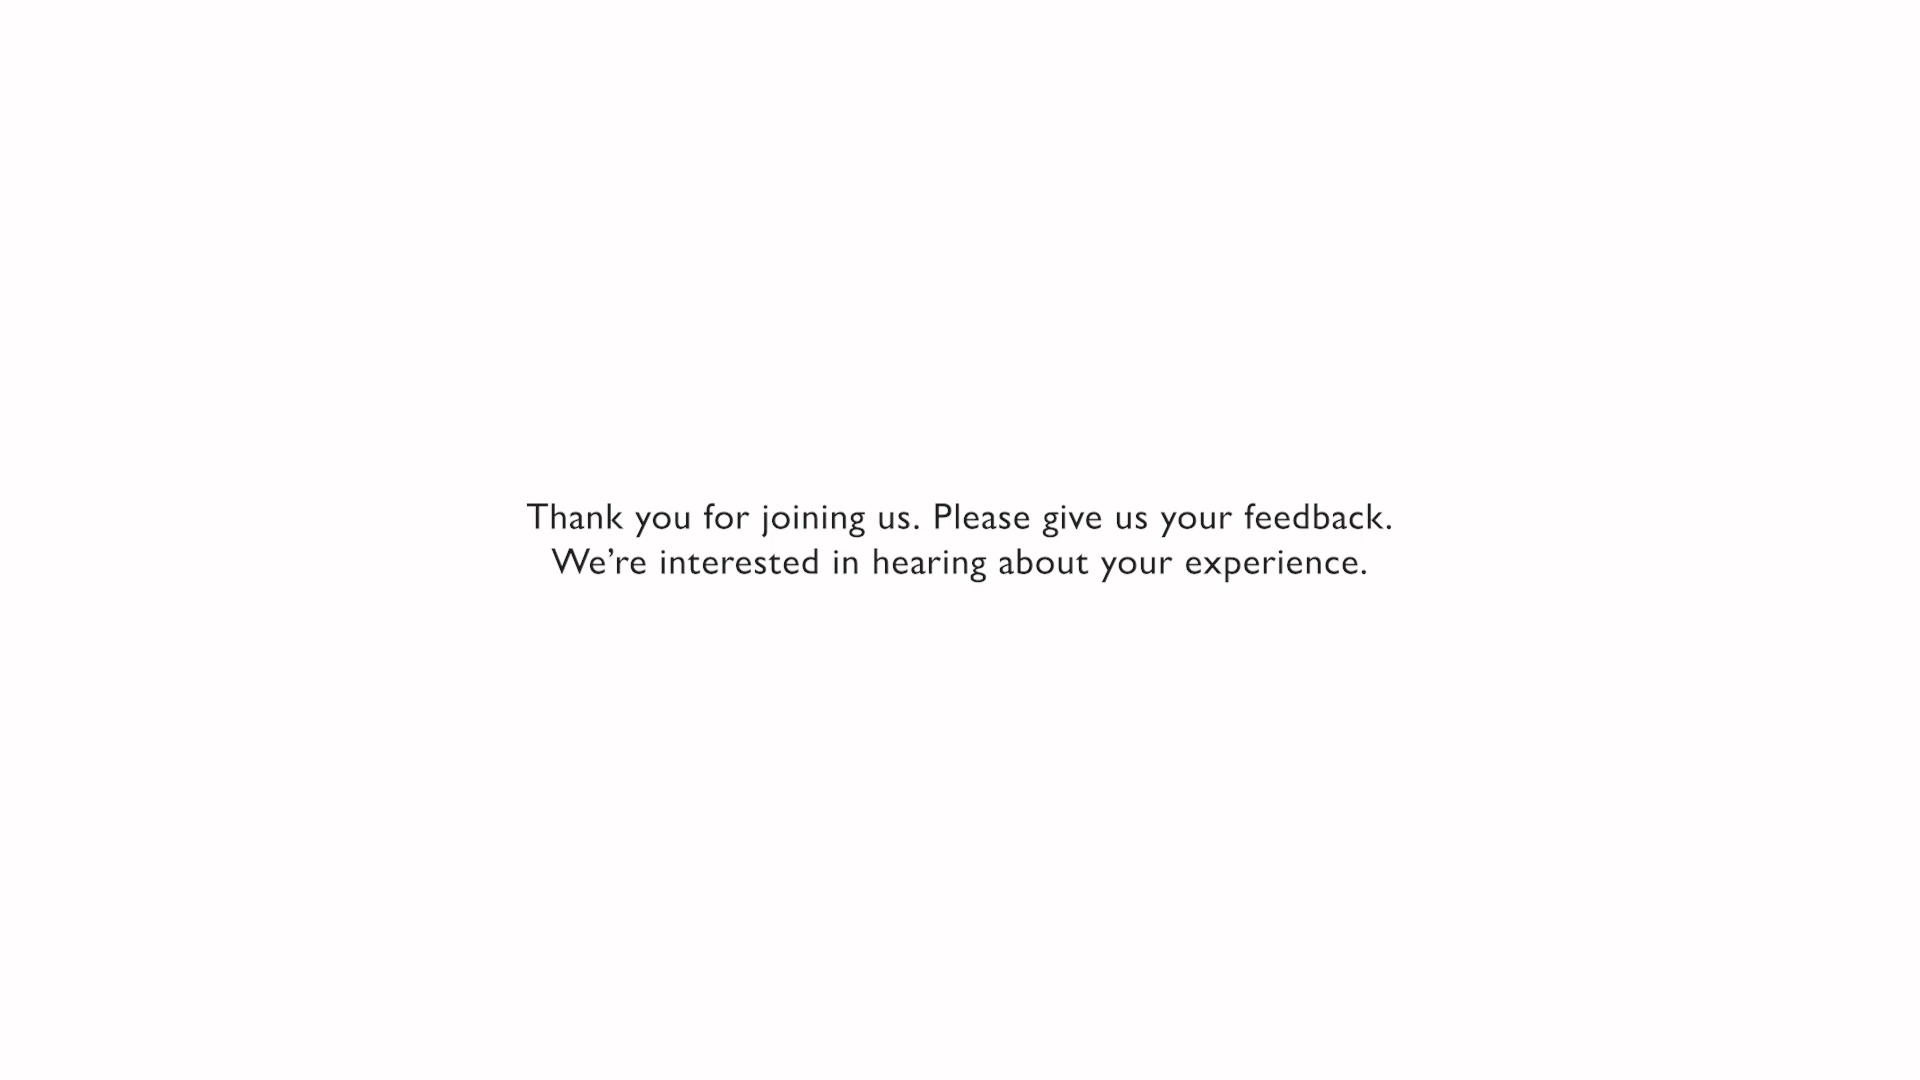 Thank you for joining us. Please give us your feedback.
We’re interested in hearing about your experience.